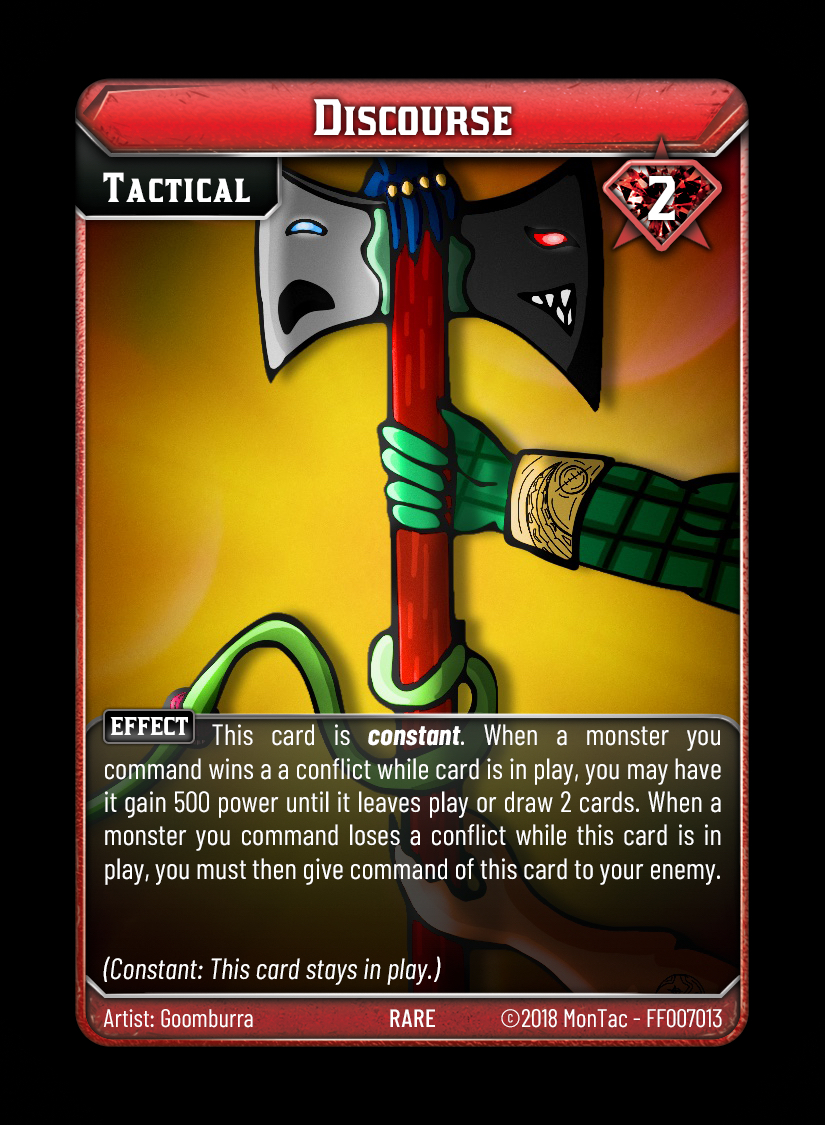 Discourse
Tactical
2
EFFECT This card is constant. When a monster you
command wins a a conflict while card is in play, you may have
it gain 500 power until it leaves play or draw 2 cards. When a
monster you command loses a conflict while this card is in
play, you must then give command of this card to your enemy.
(Constant: This card stays in play.)
Artist: Goomburra RARE ©2018 MonTac - FF007013